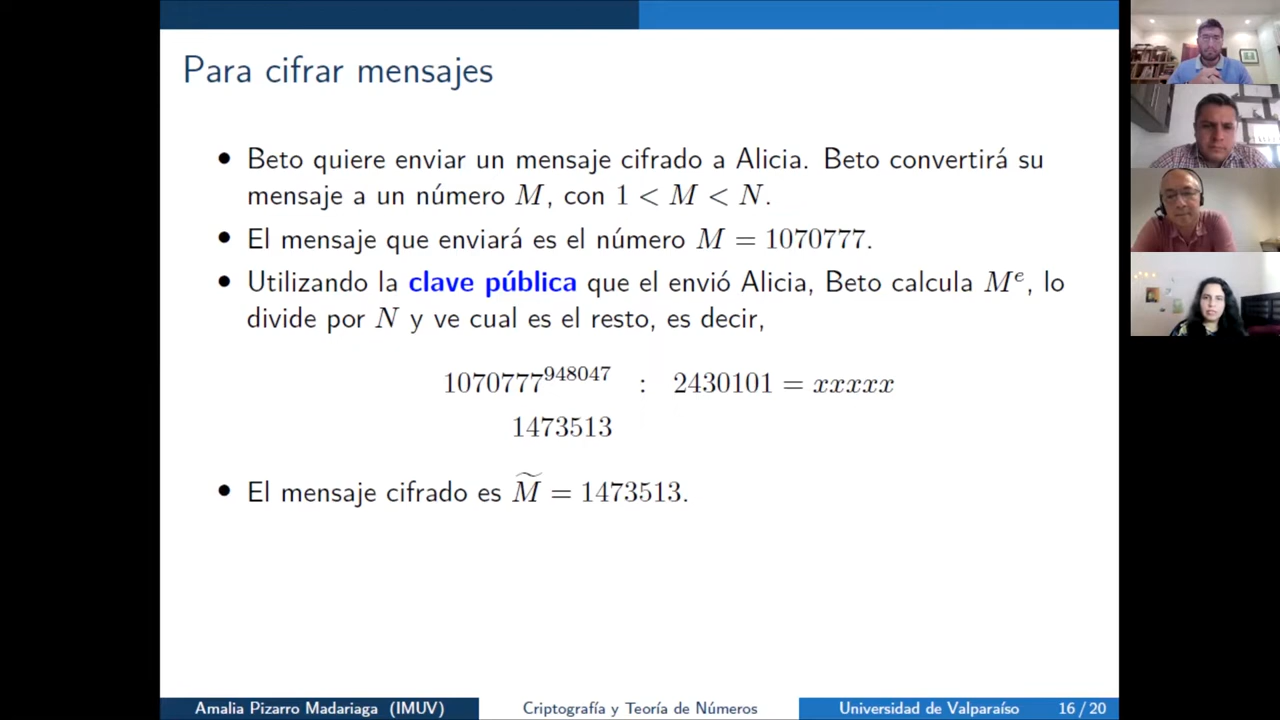 Para cifrar mensajes
• Beto quiere enviar un mensaje cifrado a Alicia. Beto convertirá su
mensaje a un número M, con 1 < M < N.
• El mensaje que enviará es el número M = 1070777.
• Utilizando la clave pública que el envió Alicia, Beto calcula Mᵉ, lo
divide por N y ve cual es el resto, es decir,
1070777⁹⁴⁸⁰⁴⁷ : 2430101 = xxxxx
1473513
• El mensaje cifrado es M̃ = 1473513.
Amalia Pizarro Madariaga (IMUV) Criptografía y Teoría de Números Universidad de Valparaíso 16 / 20